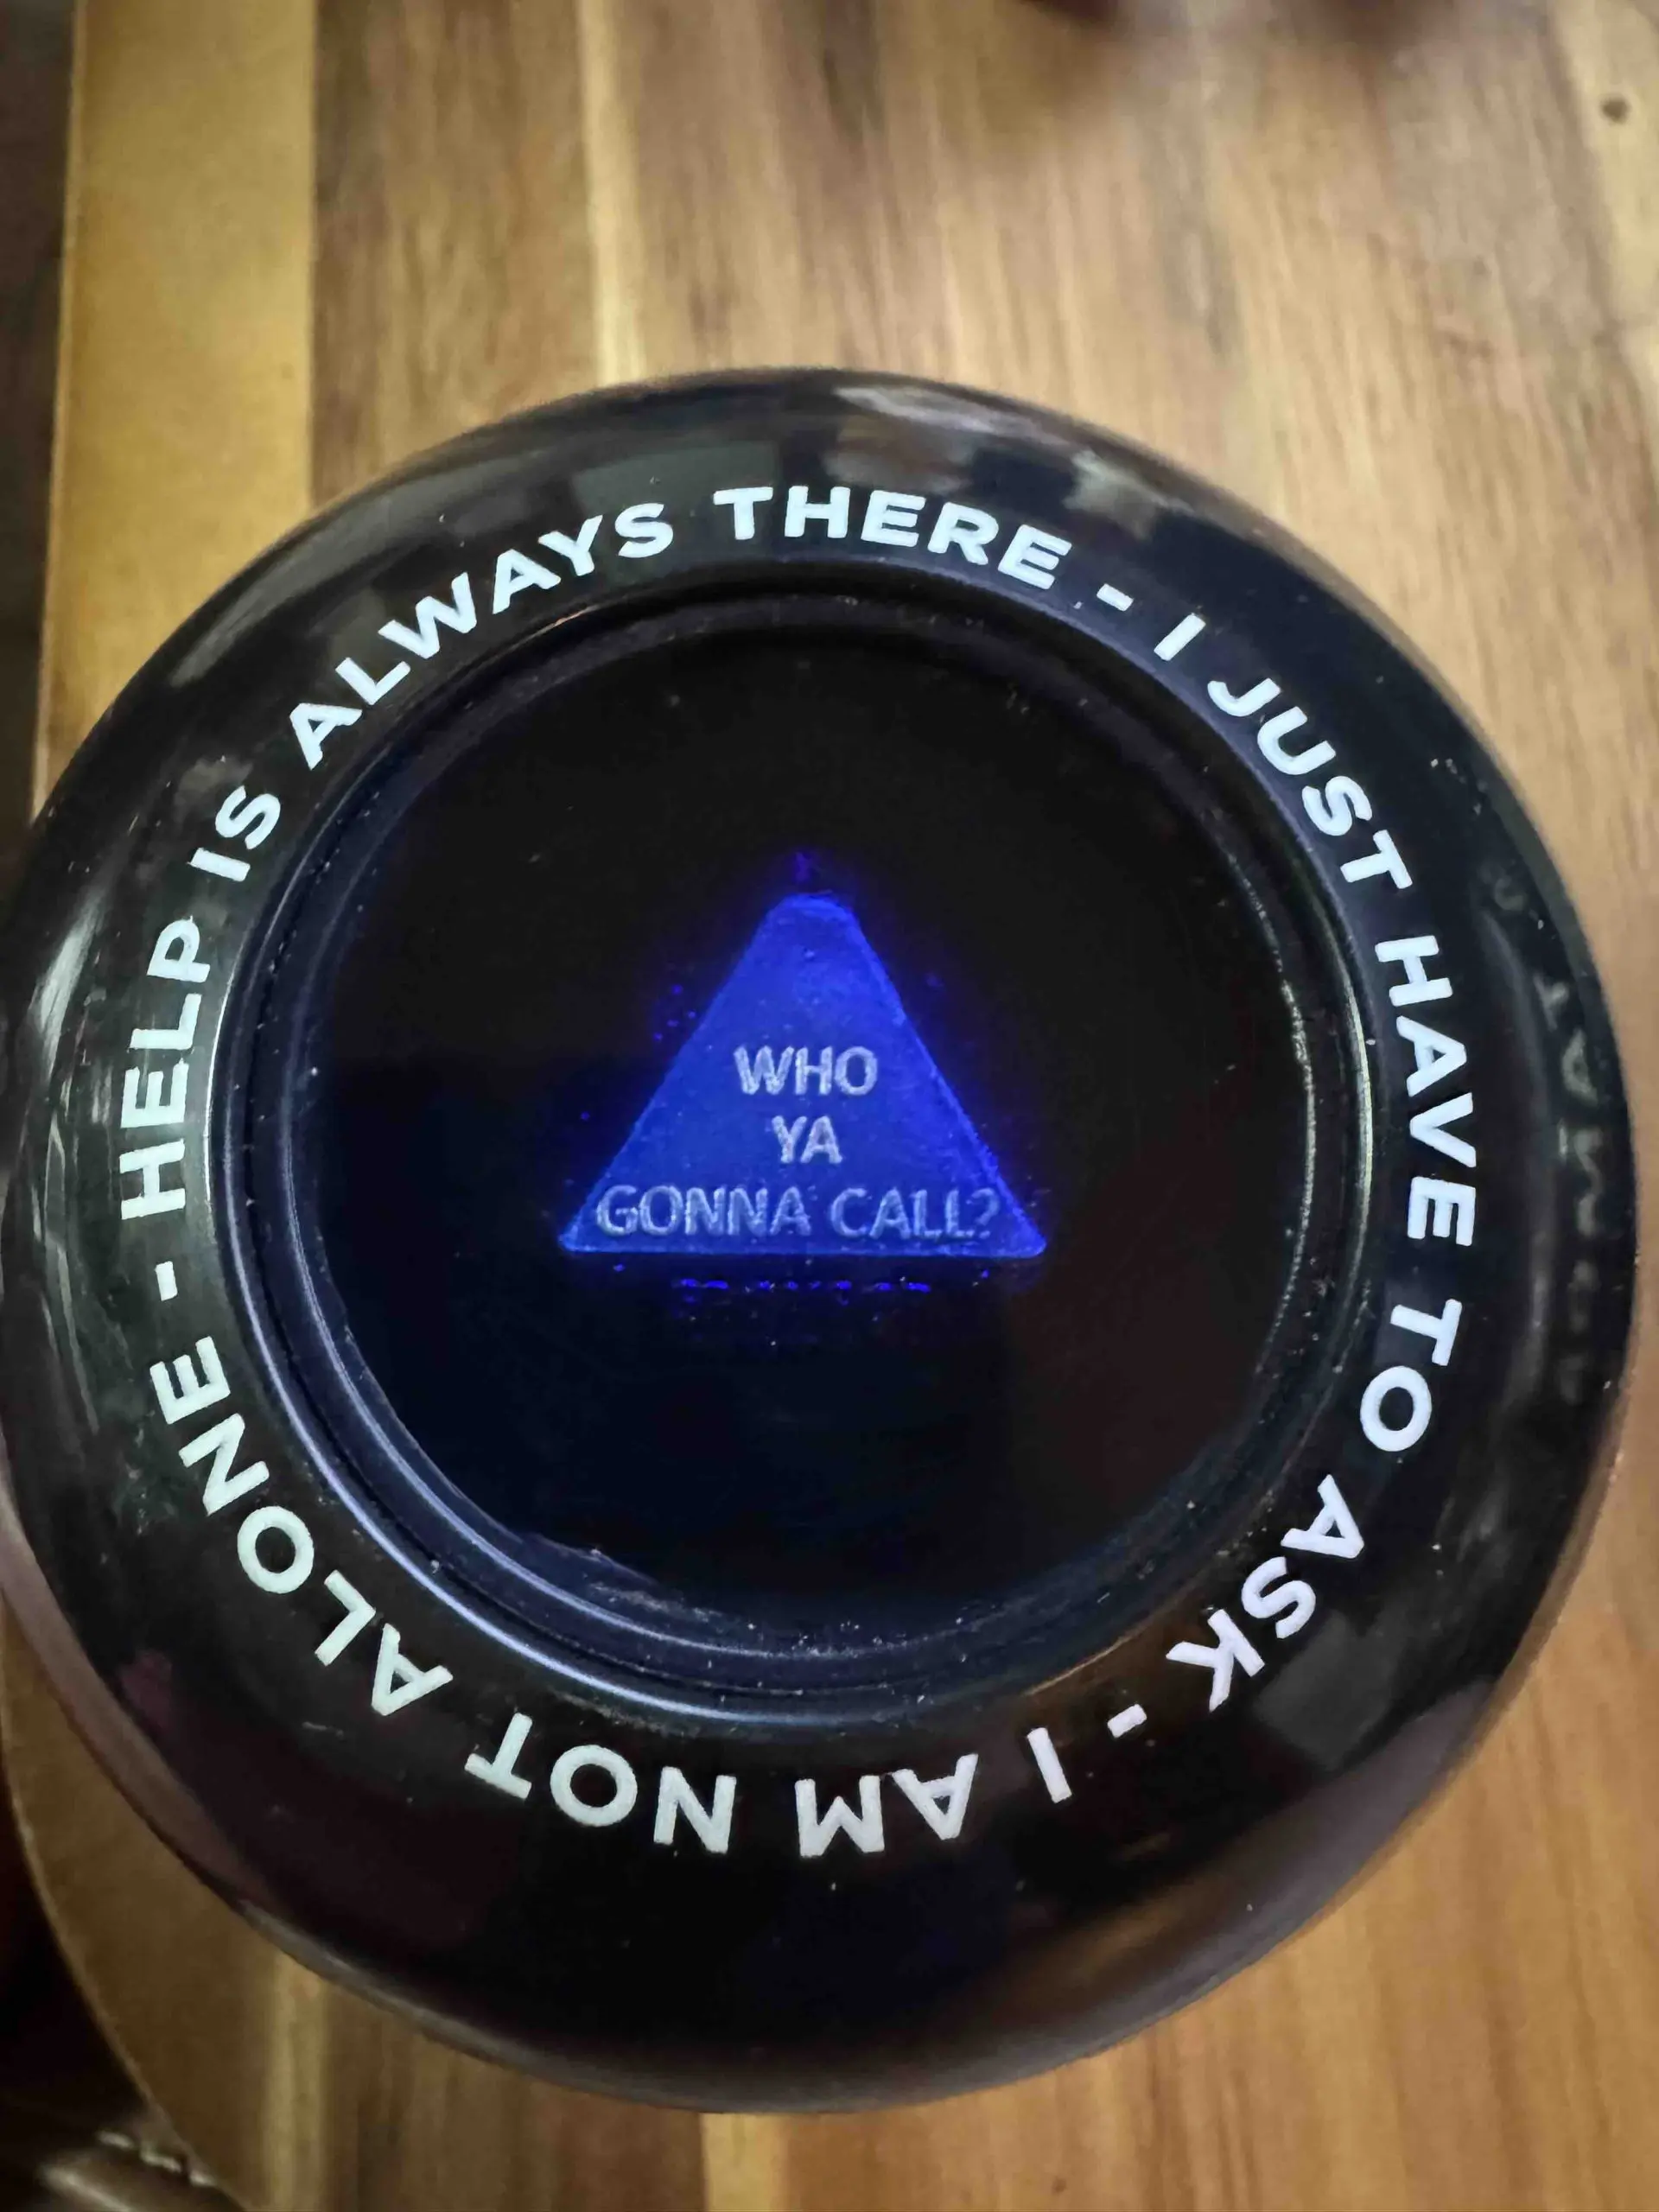 HELP IS ALWAYS THERE - I JUST HAVE TO ASK - I AM NOT ALONE -
WHO
YA
GONNA CALL?